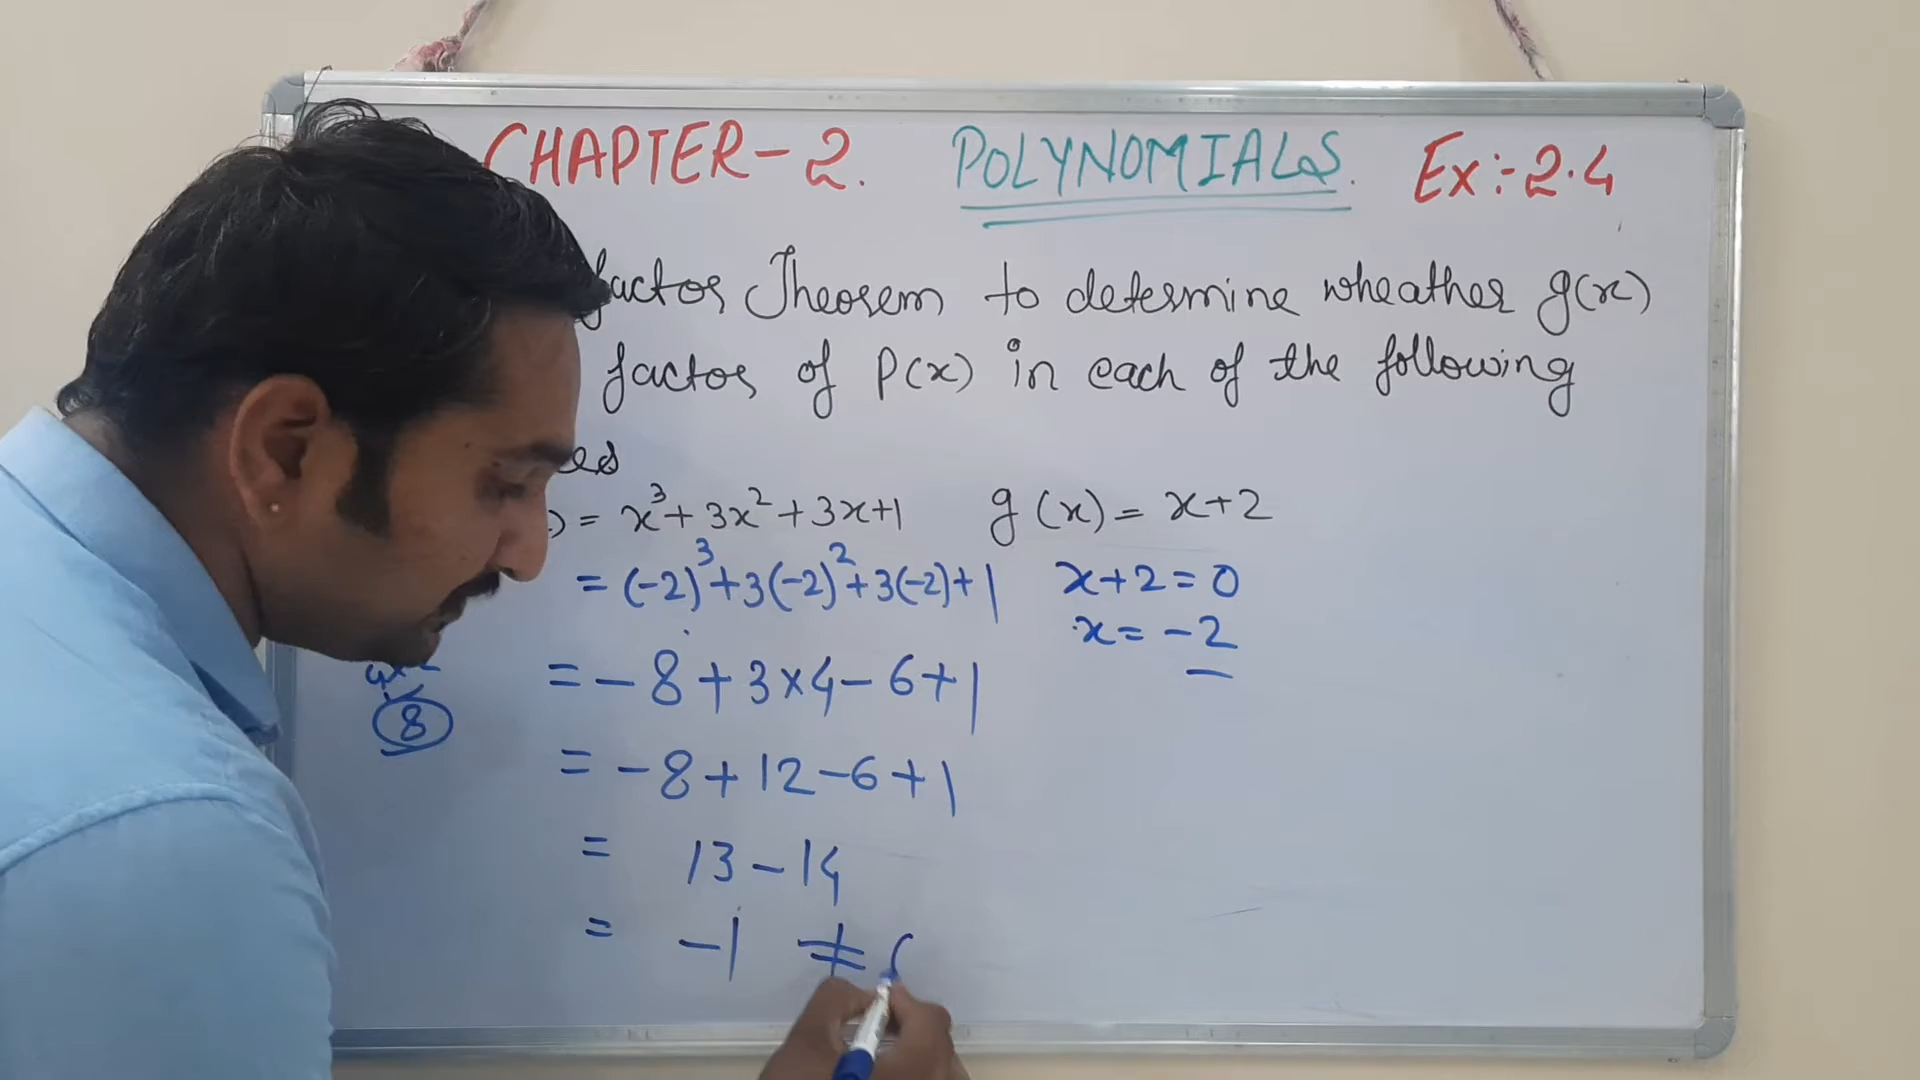 CHAPTER-2. POLYNOMIALS. Ex:-2.4
factor Theorem to determine wheather g(x)
factor of P(x) in each of the following
= x³+3x²+3x+1 g(x)= x+2
= (-2)³+3(-2)²+3(-2)+1 x+2=0
x=-2
= -8+3×4-6+1
8
= -8+12-6+1
= 13-14
= -1 ≠